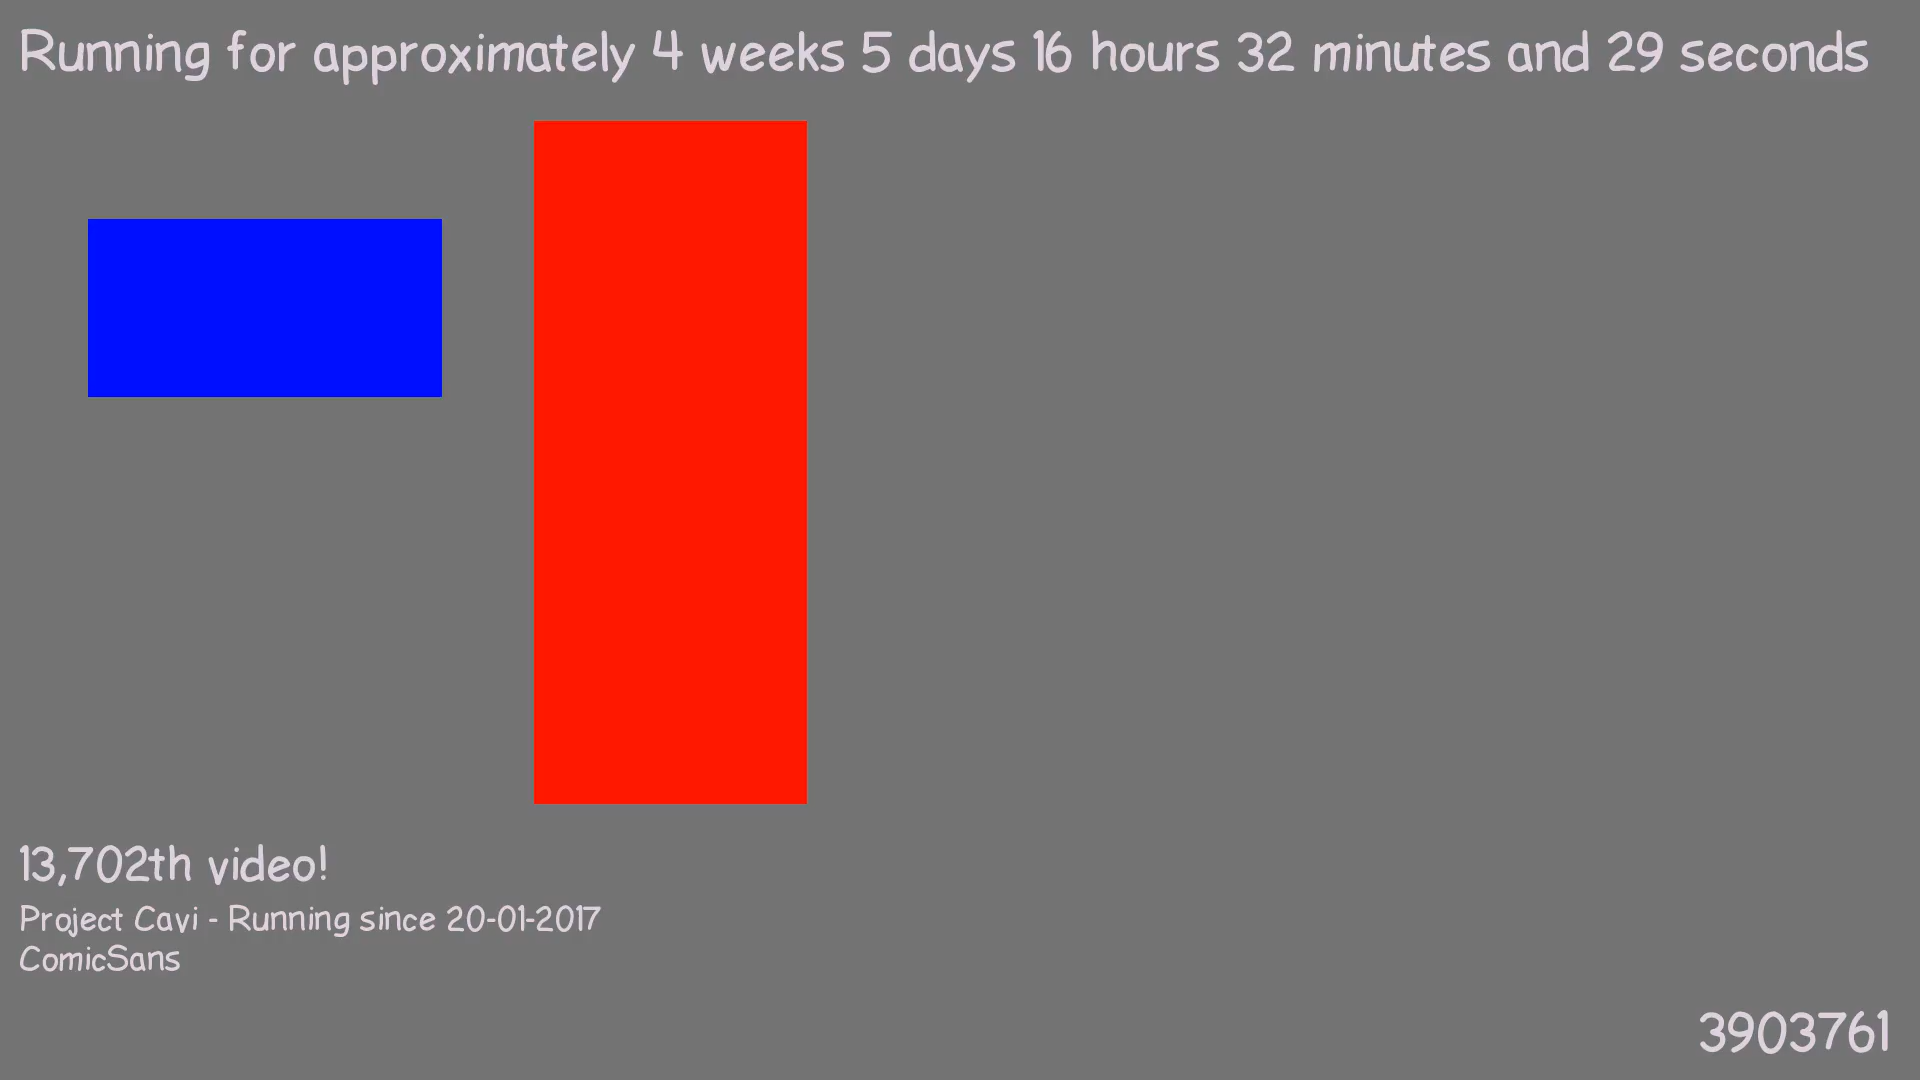 Running for approximately 4 weeks 5 days 16 hours 32 minutes and 29 seconds
13,702th video!
Project Cavi - Running since 20-01-2017
ComicSans
3903761